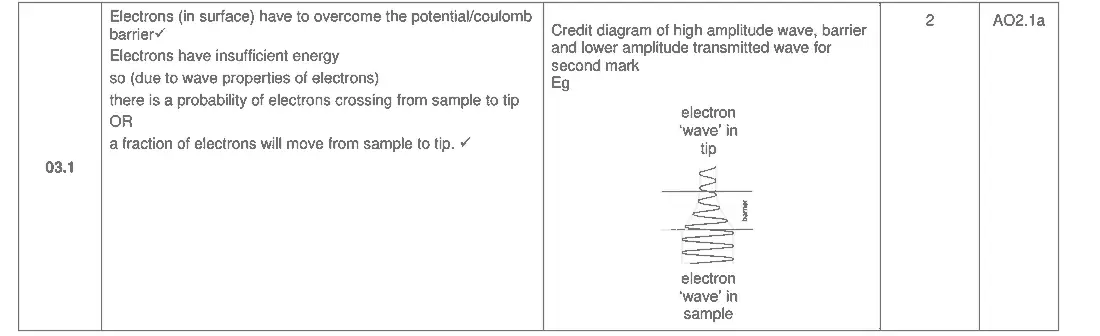 03.1
Electrons (in surface) have to overcome the potential/coulomb
barrier✓
Electrons have insufficient energy
so (due to wave properties of electrons)
there is a probability of electrons crossing from sample to tip
OR
a fraction of electrons will move from sample to tip. ✓
Credit diagram of high amplitude wave, barrier
and lower amplitude transmitted wave for
second mark
Eg
electron
'wave' in
tip
barrier
electron
'wave' in
sample
2
AO2.1a